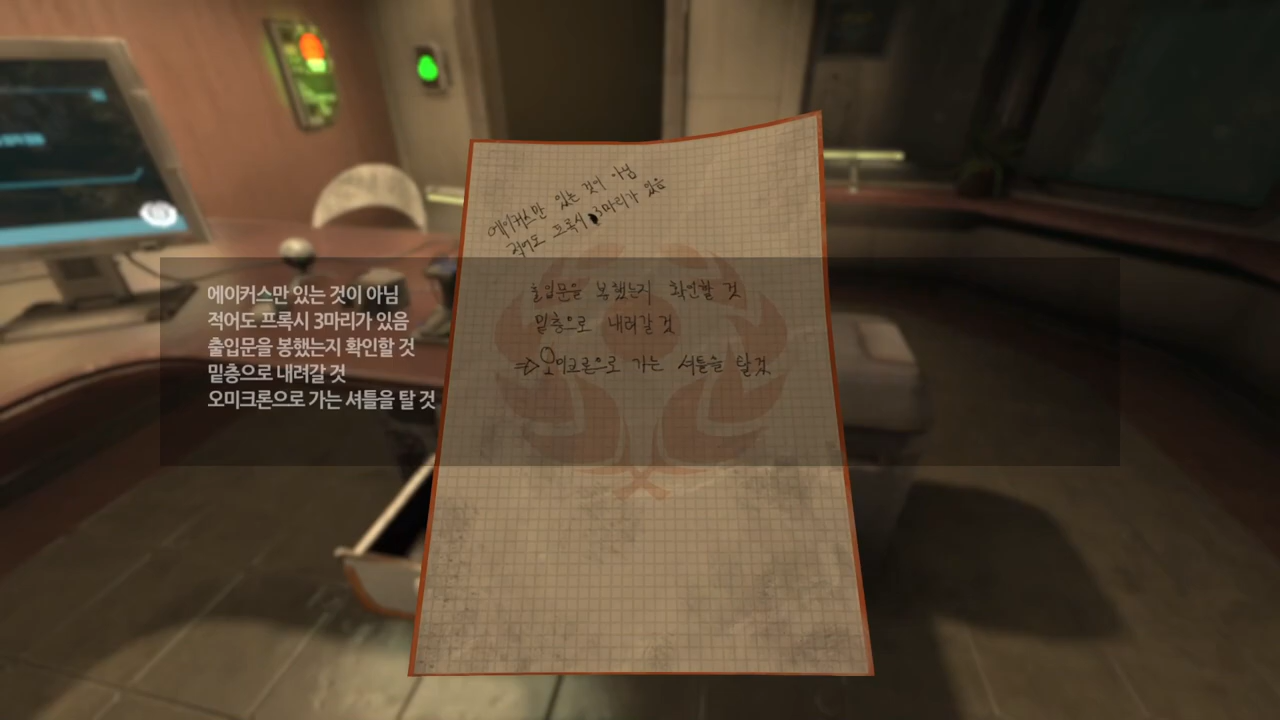 에이커스만 있는 것이 아님
적어도 프록시 3마리가 있음
출입문을 봉했는지 확인할 것
밑층으로 내려갈 것
⇒오미크론으로 가는 셔틀을 탈 것
에이커스만 있는 것이 아님
적어도 프록시 3마리가 있음
출입문을 봉했는지 확인할 것
밑층으로 내려갈 것
오미크론으로 가는 셔틀을 탈 것